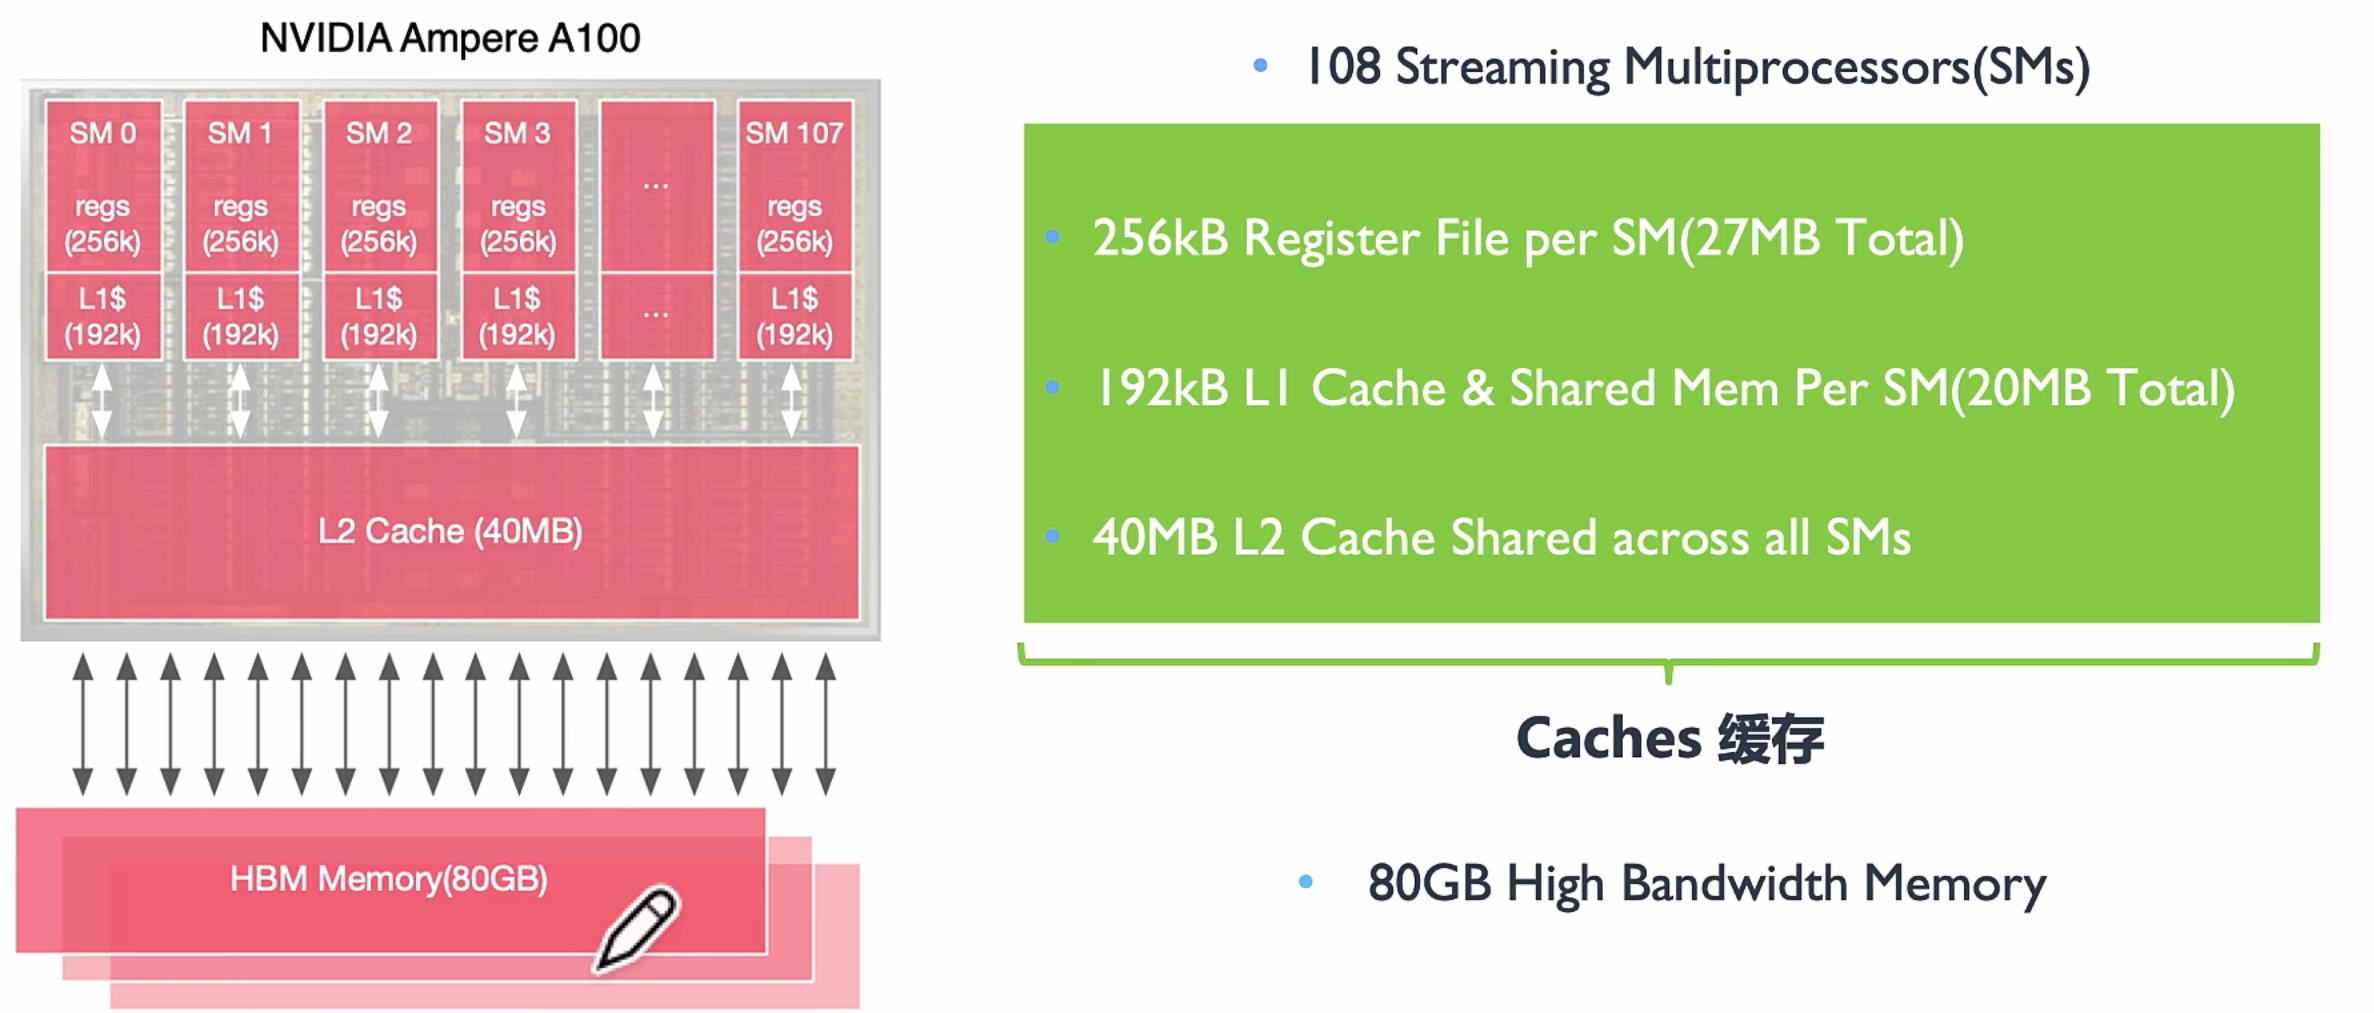 NVIDIA Ampere A100
SM 0
regs
(256k)
L1$
(192k)
SM 1
regs
(256k)
L1$
(192k)
SM 2
regs
(256k)
L1$
(192k)
SM 3
regs
(256k)
L1$
(192k)
...
...
SM 107
regs
(256k)
L1$
(192k)
L2 Cache (40MB)
HBM Memory(80GB)
• 108 Streaming Multiprocessors(SMs)
• 256kB Register File per SM(27MB Total)
• 192kB L1 Cache & Shared Mem Per SM(20MB Total)
• 40MB L2 Cache Shared across all SMs
Caches 缓存
• 80GB High Bandwidth Memory